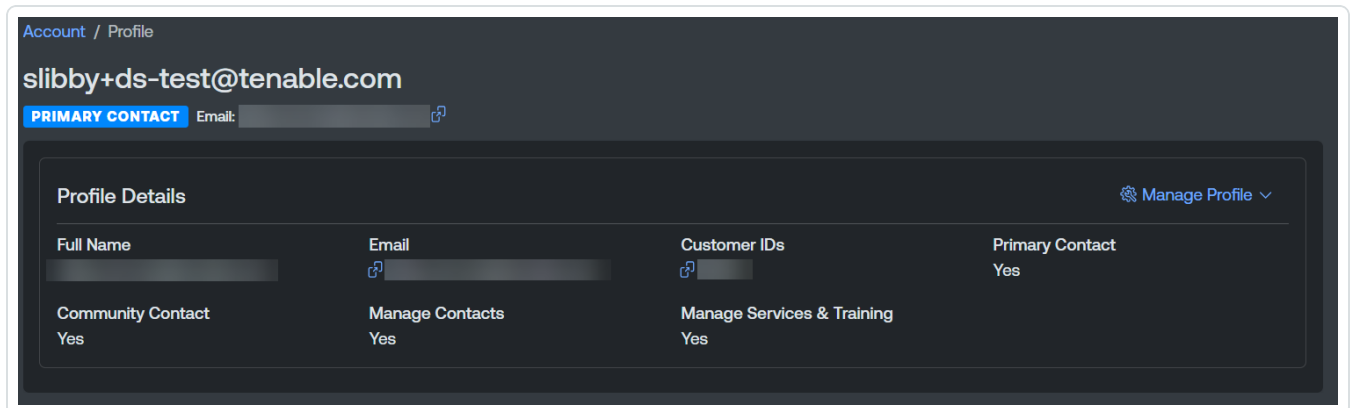 Account / Profile
slibby+ds-test@tenable.com
PRIMARY CONTACT Email:
Profile Details
Manage Profile
Full Name Email Customer IDs Primary Contact
Yes
Community Contact Manage Contacts Manage Services & Training
Yes Yes Yes